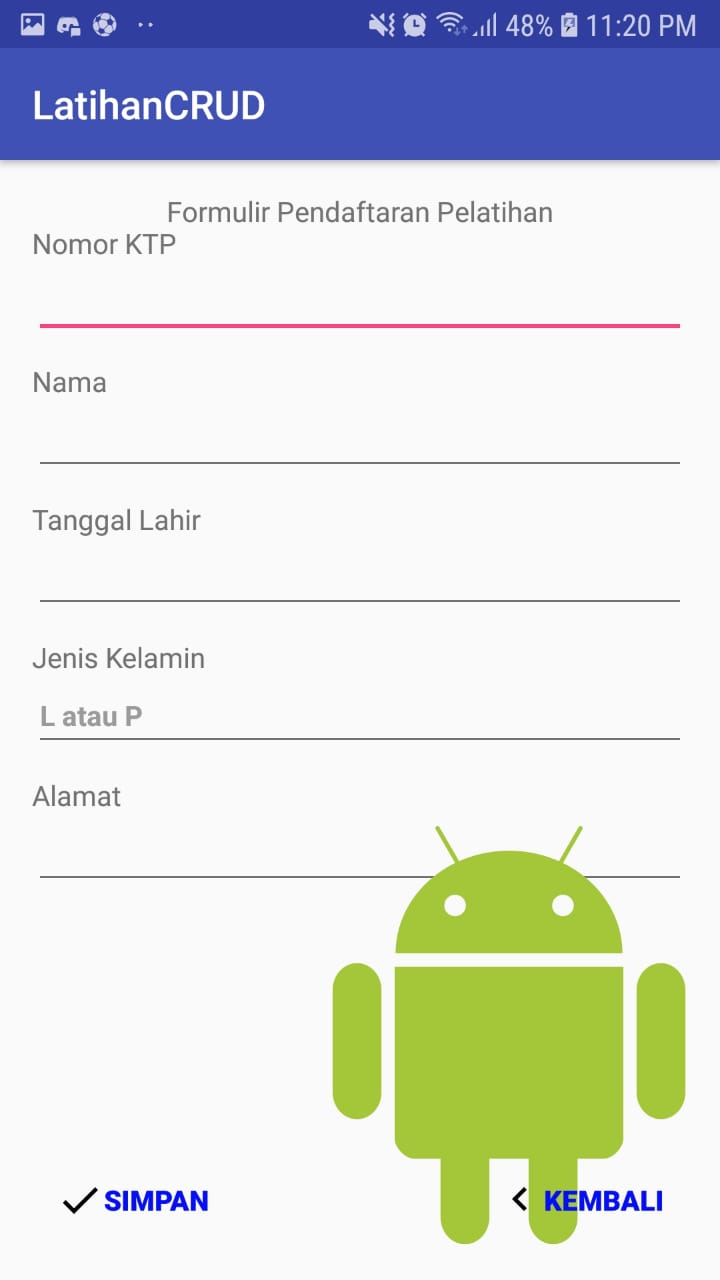 48% 11:20 PM
LatihanCRUD
Formulir Pendaftaran Pelatihan
Nomor KTP
Nama
Tanggal Lahir
Jenis Kelamin
L atau P
Alamat
SIMPAN KEMBALI